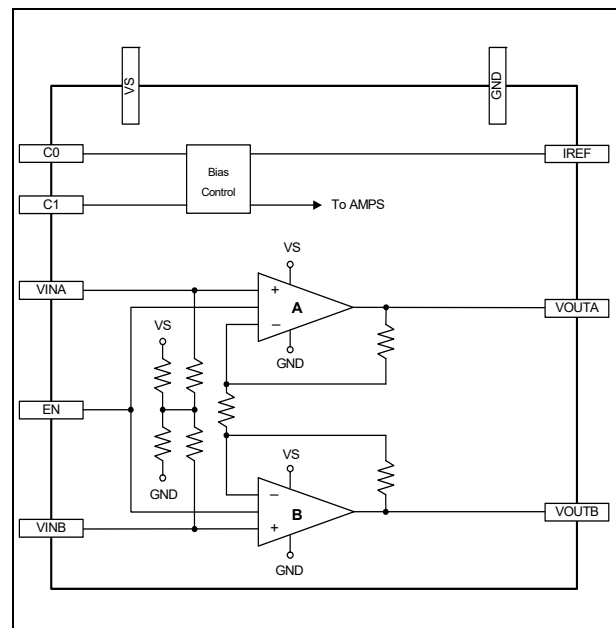 VS
GND
C0
Bias
Control
IREF
C1
To AMPS
VS
VINA
+
A
−
VOUTA
VS
GND
EN
GND
VS
−
B
+
VINB
VOUTB
GND